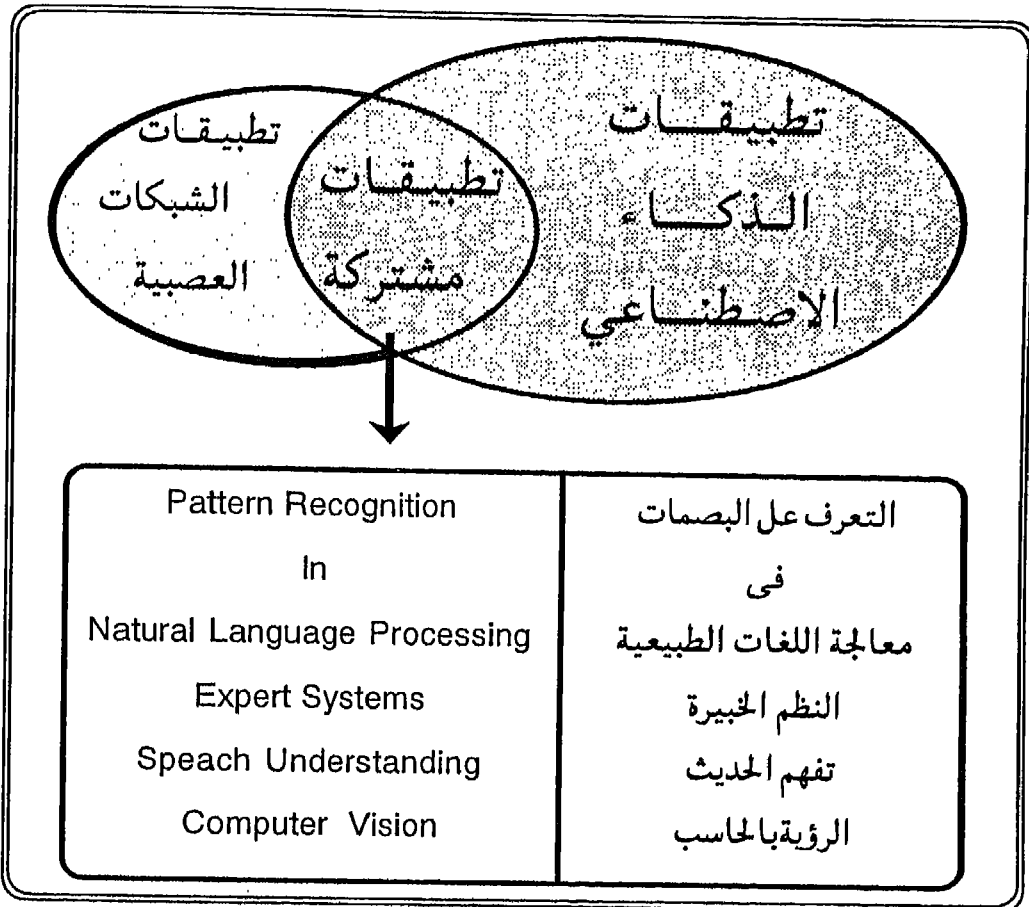 تطبيقات
الذكاء
الاصطناعي
تطبيقات
مشتركة
تطبيقات
الشبكات
العصبية
التعرف عل البصمات
فى
معالجة اللغات الطبيعية
النظم الخبيرة
تفهم الحديث
الرؤية بالحاسب
Pattern Recognition
In
Natural Language Processing
Expert Systems
Speach Understanding
Computer Vision